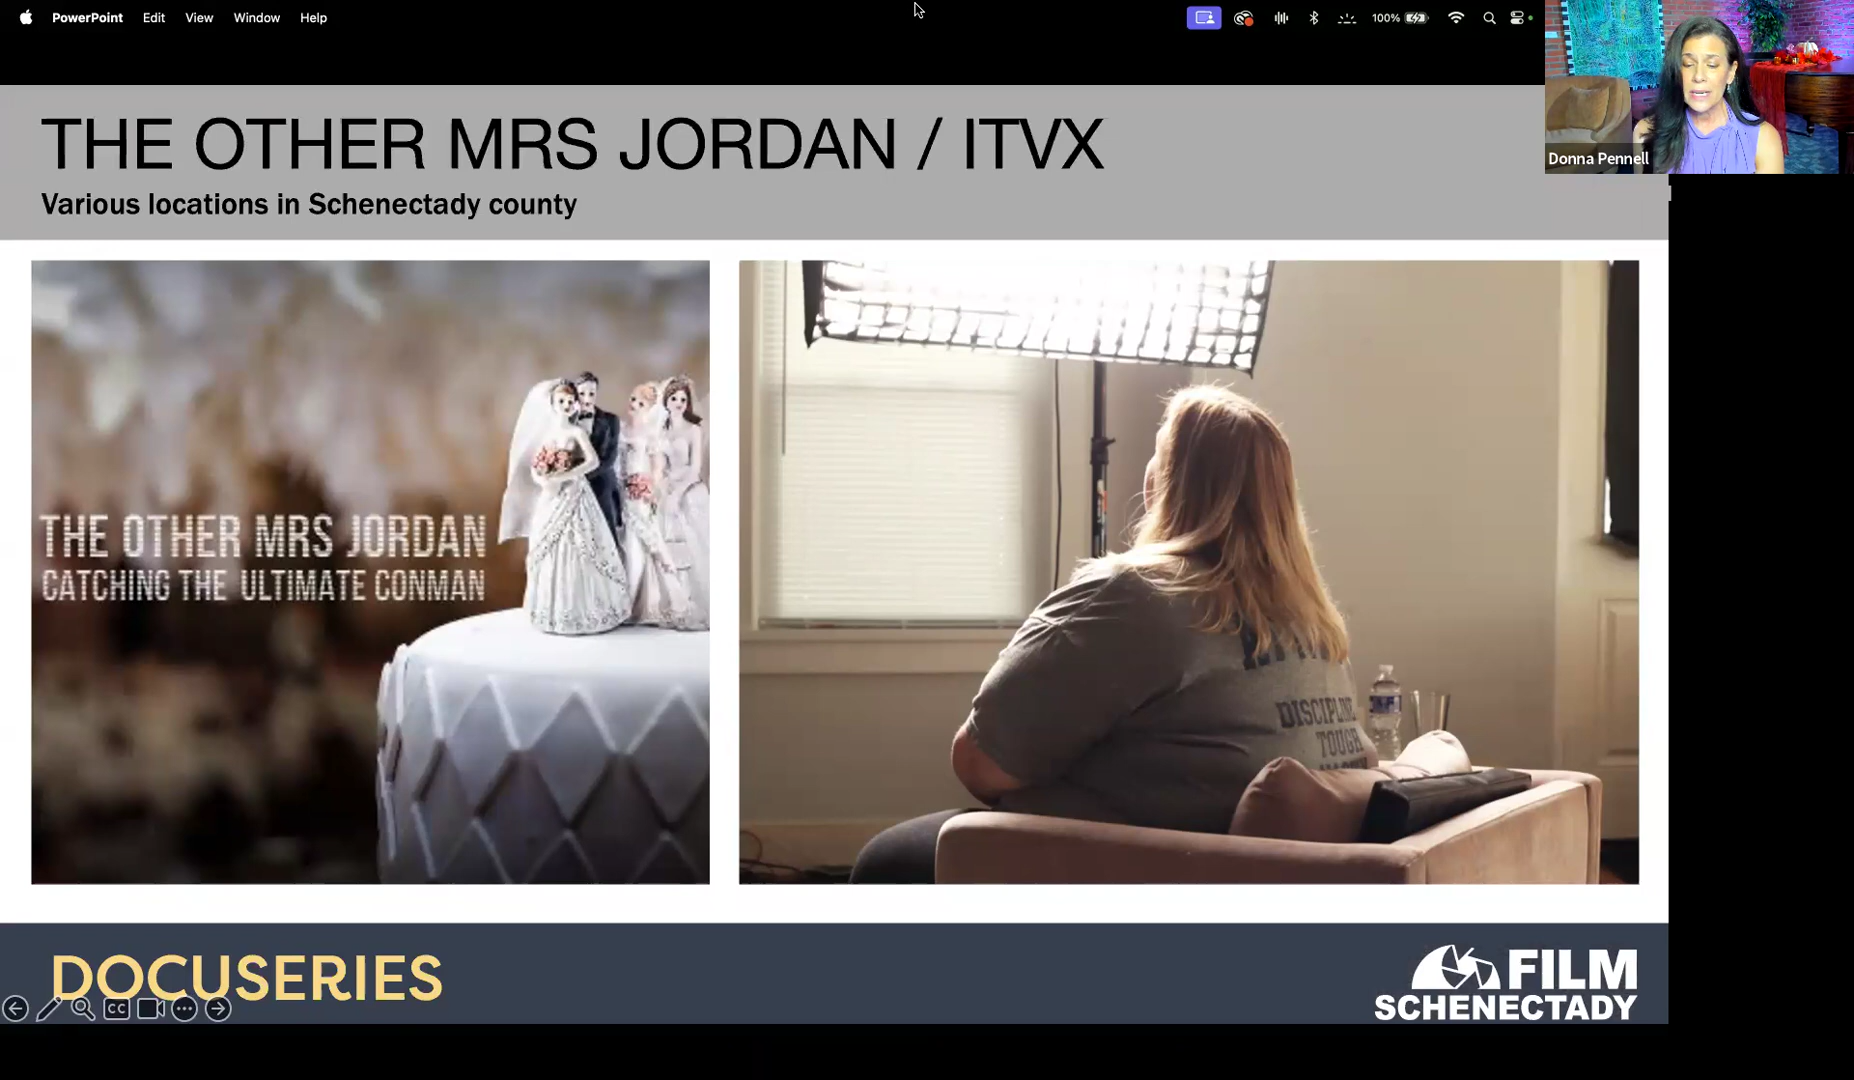 PowerPoint Edit View Window Help
100%
Donna Pennell
THE OTHER MRS JORDAN / ITVX
Various locations in Schenectady county
THE OTHER MRS JORDAN
CATCHING THE ULTIMATE CONMAN
DISCIPLINE
TOUGH
DOCUSERIES
CC
FILM
SCHENECTADY